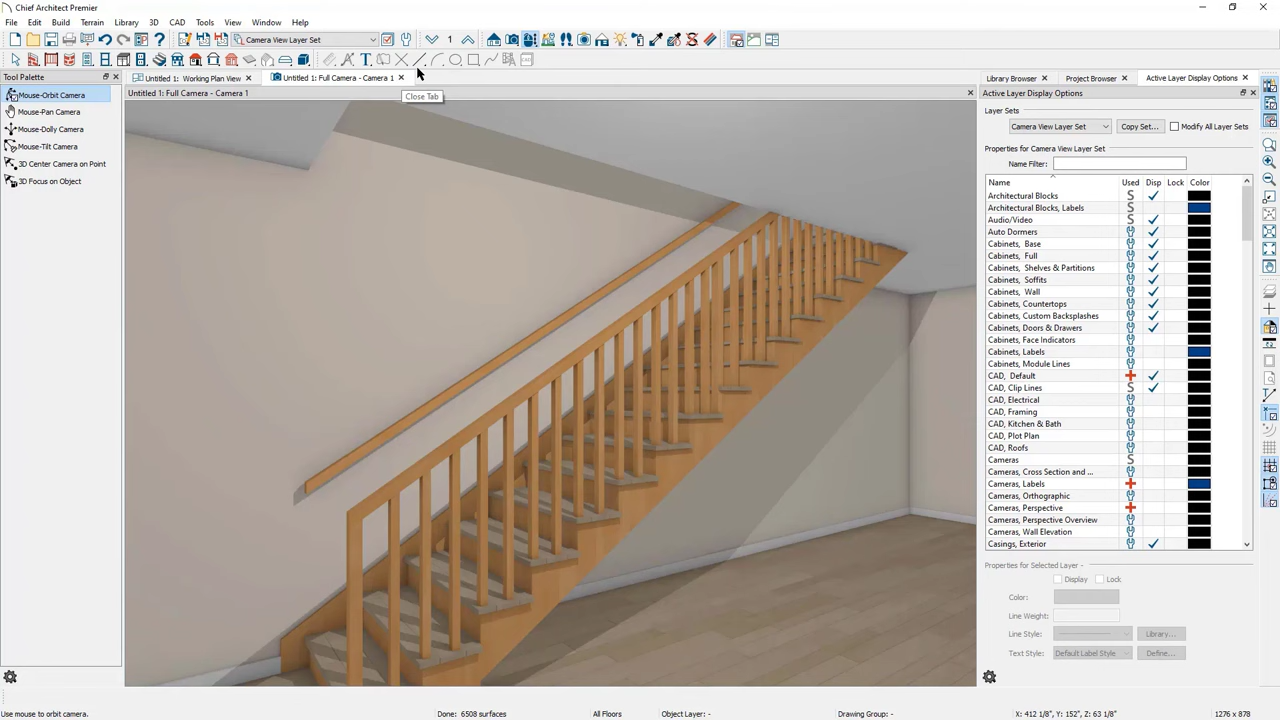 Chief Architect Premier
File Edit Build Terrain Library 3D CAD Tools View Window Help
Camera View Layer Set 1
Tool Palette
Mouse-Orbit Camera
Mouse-Pan Camera
Mouse-Dolly Camera
Mouse-Tilt Camera
3D Center Camera on Point
3D Focus on Object
Untitled 1: Working Plan View Untitled 1: Full Camera - Camera 1
Untitled 1: Full Camera - Camera 1
Close Tab
Library Browser Project Browser Active Layer Display Options
Active Layer Display Options
Layer Sets
Camera View Layer Set Copy Set... Modify All Layer Sets
Properties for Camera View Layer Set
Name Filter:
Name Used Disp Lock Color
Architectural Blocks S
Architectural Blocks, Labels S
Audio/Video S
Auto Dormers
Cabinets, Base
Cabinets, Full
Cabinets, Shelves & Partitions
Cabinets, Soffits
Cabinets, Wall
Cabinets, Countertops
Cabinets, Custom Backsplashes
Cabinets, Doors & Drawers
Cabinets, Face Indicators
Cabinets, Labels
Cabinets, Module Lines
CAD, Default
CAD, Clip Lines S
CAD, Electrical
CAD, Framing
CAD, Kitchen & Bath
CAD, Plot Plan
CAD, Roofs
Cameras S
Cameras, Cross Section and ...
Cameras, Labels
Cameras, Orthographic
Cameras, Perspective
Cameras, Perspective Overview
Cameras, Wall Elevation
Casings, Exterior
Properties for Selected Layer -
Display Lock
Color:
Line Weight:
Line Style: Library...
Text Style: Default Label Style Define...
Use mouse to orbit camera. Done: 6508 surfaces All Floors Object Layer: - Drawing Group: - X: 412 1/8", Y: 152", Z: 63 1/8" 1276 x 878